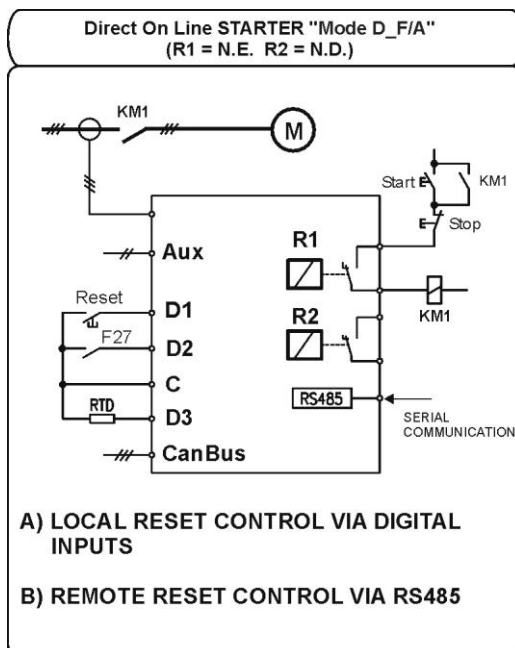 Direct On Line STARTER "Mode D_F/A"
(R1 = N.E. R2 = N.D.)
KM1
M
Start
KM1
Stop
R1
Aux
Reset
D1
KM1
R2
F27
D2
C
RS485
RTD
D3
SERIAL
COMMUNICATION
CanBus
A) LOCAL RESET CONTROL VIA DIGITAL
INPUTS
B) REMOTE RESET CONTROL VIA RS485